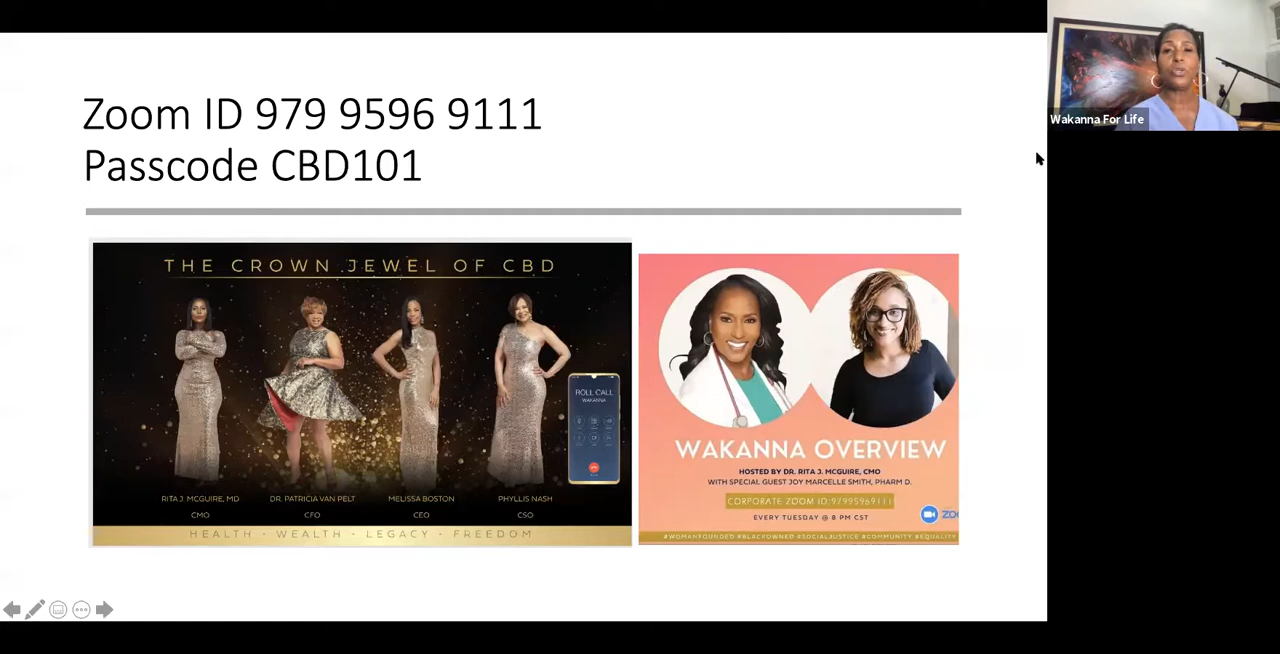 Zoom ID 979 9596 9111
Passcode CBD101
Wakanna For Life
THE CROWN JEWEL OF CBD
ROLL CALL
WAKANNA
RITA J. MCGUIRE, MD
CMO
DR. PATRICIA VAN PELT
CFO
MELISSA BOSTON
CEO
PHYLLIS NASH
CSO
HEALTH - WEALTH - LEGACY - FREEDOM
WAKANNA OVERVIEW
HOSTED BY DR. RITA J. MCGUIRE, CMO
WITH SPECIAL GUEST JOY MARCELLE SMITH, PHARM D.
CORPORATE ZOOM ID:97995969111
EVERY TUESDAY @ 8 PM CST
ZOO
#WOMANFOUNDED #BLACKOWNED #SOCIALJUSTICE #COMMUNITY #EQUALITY